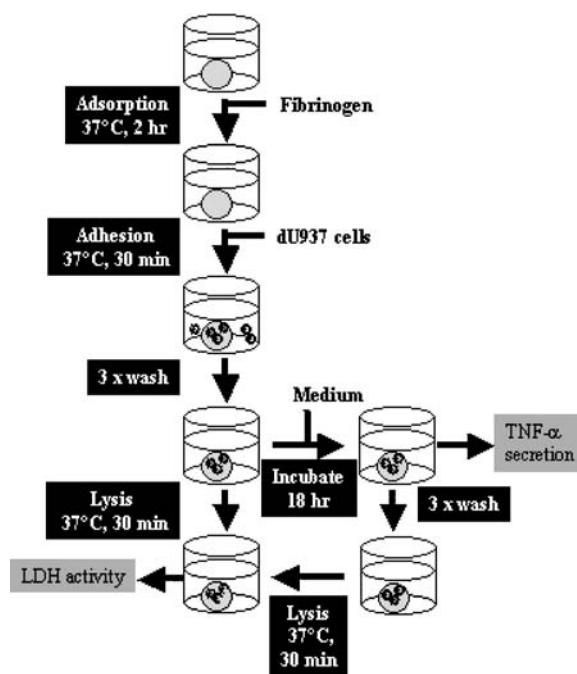 Adsorption
37°C, 2 hr
Fibrinogen
Adhesion
37°C, 30 min
dU937 cells
3 x wash
Medium
Incubate
18 hr
TNF-α
secretion
Lysis
37°C, 30 min
3 x wash
LDH activity
Lysis
37°C,
30 min